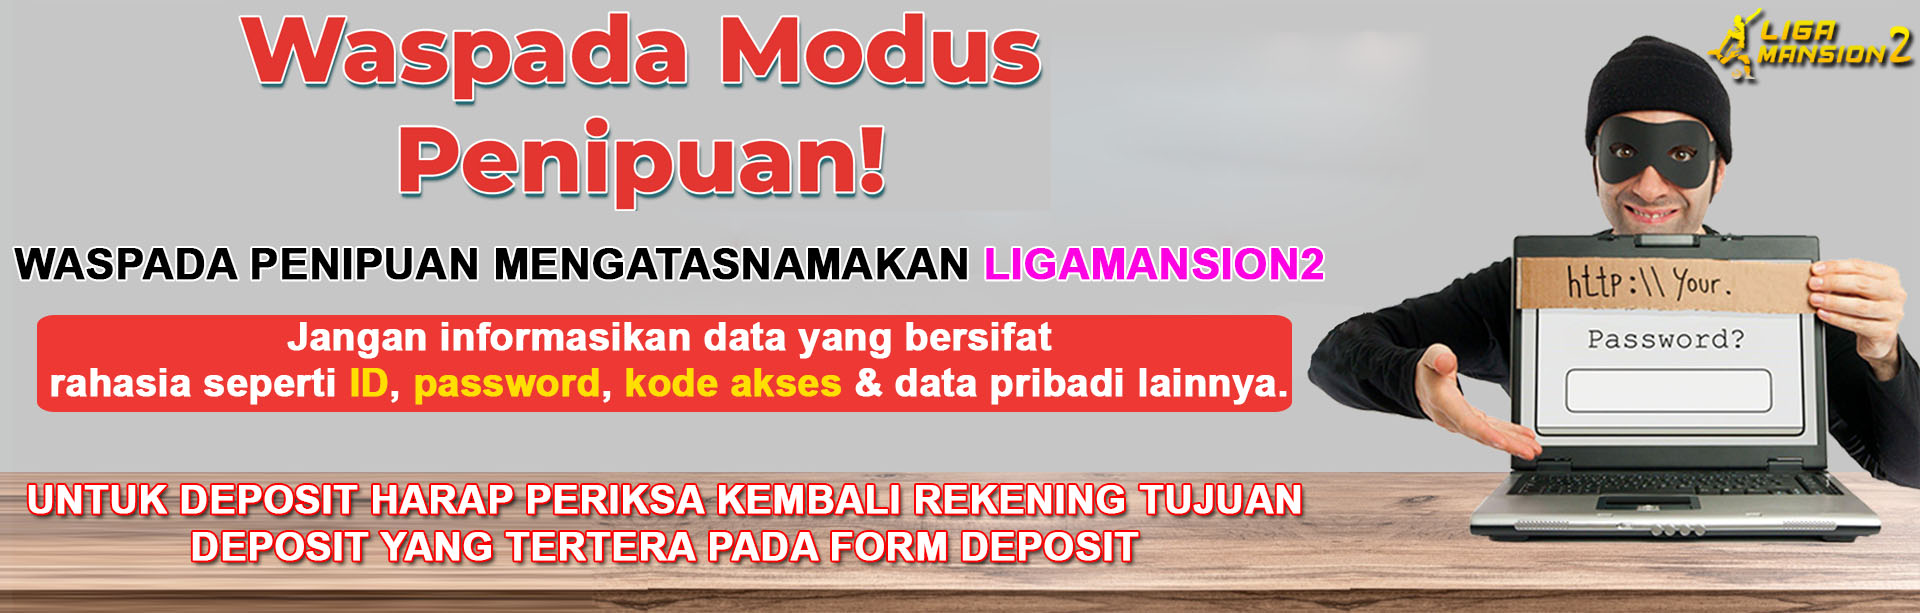 Waspada Modus
Penipuan!
LIGA
MANSION 2
WASPADA PENIPUAN MENGATASNAMAKAN LIGAMANSION2
Jangan informasikan data yang bersifat
rahasia seperti ID, password, kode akses & data pribadi lainnya.
http:\\ Your.
Password?
UNTUK DEPOSIT HARAP PERIKSA KEMBALI REKENING TUJUAN
DEPOSIT YANG TERTERA PADA FORM DEPOSIT